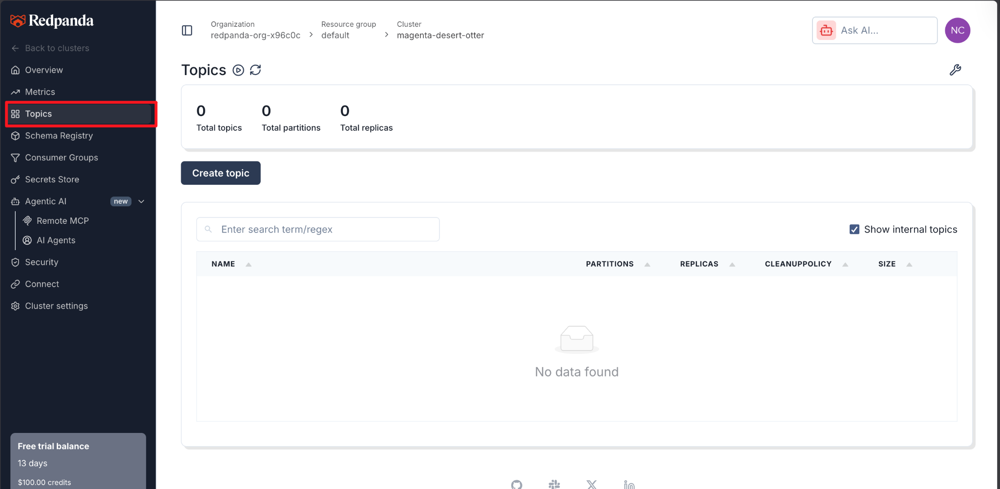 Redpanda
Back to clusters
Overview
Metrics
Topics
Schema Registry
Consumer Groups
Secrets Store
Agentic AI new
Remote MCP
AI Agents
Security
Connect
Cluster settings
Free trial balance
13 days
$100.00 credits
Organization
redpanda-org-x96c0c
Resource group
default
Cluster
magenta-desert-otter
Ask AI...
NC
Topics
0 0 0
Total topics Total partitions Total replicas
Create topic
Enter search term/regex
Show internal topics
NAME PARTITIONS REPLICAS CLEANUPPOLICY SIZE
No data found